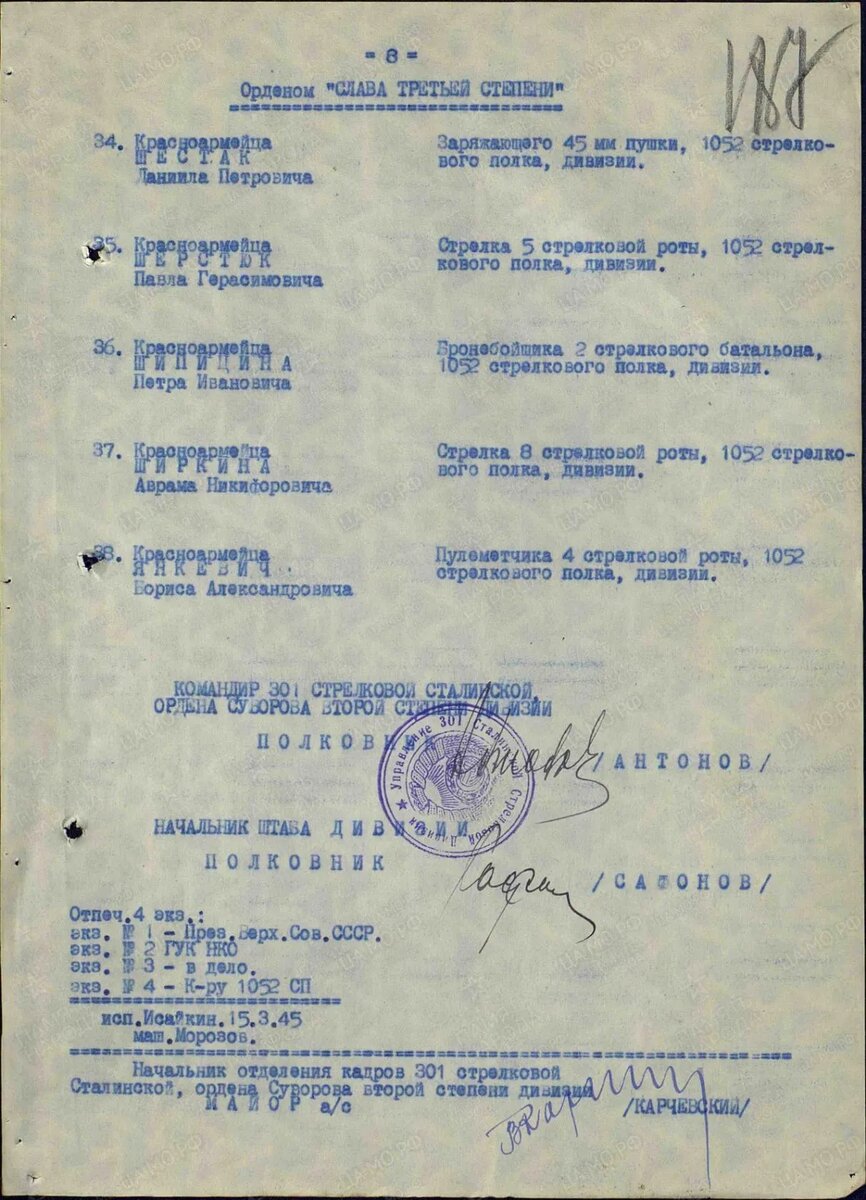 = 8 =
187
Орденом "СЛАВА ТРЕТЬЕЙ СТЕПЕНИ"
34. Красноармейца
ШЕСТАК
Даниила Петровича
Заряжающего 45 мм пушки, 1052 стрелко-
вого полка, дивизии.
35. Красноармейца
ШЕРСТЮК
Павла Герасимовича
Стрелка 5 стрелковой роты, 1052 стрел-
кового полка, дивизии.
36. Красноармейца
ШИПИЦИНА
Петра Ивановича
Бронебойщика 2 стрелкового батальона,
1052 стрелкового полка, дивизии.
37. Красноармейца
ШИРКИНА
Аврама Никифоровича
Стрелка 8 стрелковой роты, 1052 стрелко-
вого полка, дивизии.
38. Красноармейца
ЯНКЕВИЧ
Бориса Александровича
Пулеметчика 4 стрелковой роты, 1052
стрелкового полка, дивизии.
КОМАНДИР 301 СТРЕЛКОВОЙ СТАЛИНСКОЙ,
ОРДЕНА СУВОРОВА ВТОРОЙ СТЕПЕНИ ДИВИЗИИ
ПОЛКОВНИК /АНТОНОВ/
Управление 301 Сталинской Стрелковой Дивизии
НАЧАЛЬНИК ШТАБА ДИВИЗИИ
ПОЛКОВНИК /САФОНОВ/
Отпеч.4 экз.:
экз. № 1 - През.Верх.Сов.СССР.
экз. № 2 ГУК НКО
экз. № 3 - в дело.
экз. № 4 - К-ру 1052 СП
исп.Исайкин.15.3.45
маш.Морозов.
Начальник отделения кадров 301 стрелковой
Сталинской, ордена Суворова второй степени дивизии
МАЙОР а/с /КАРЧЕВСКИЙ/